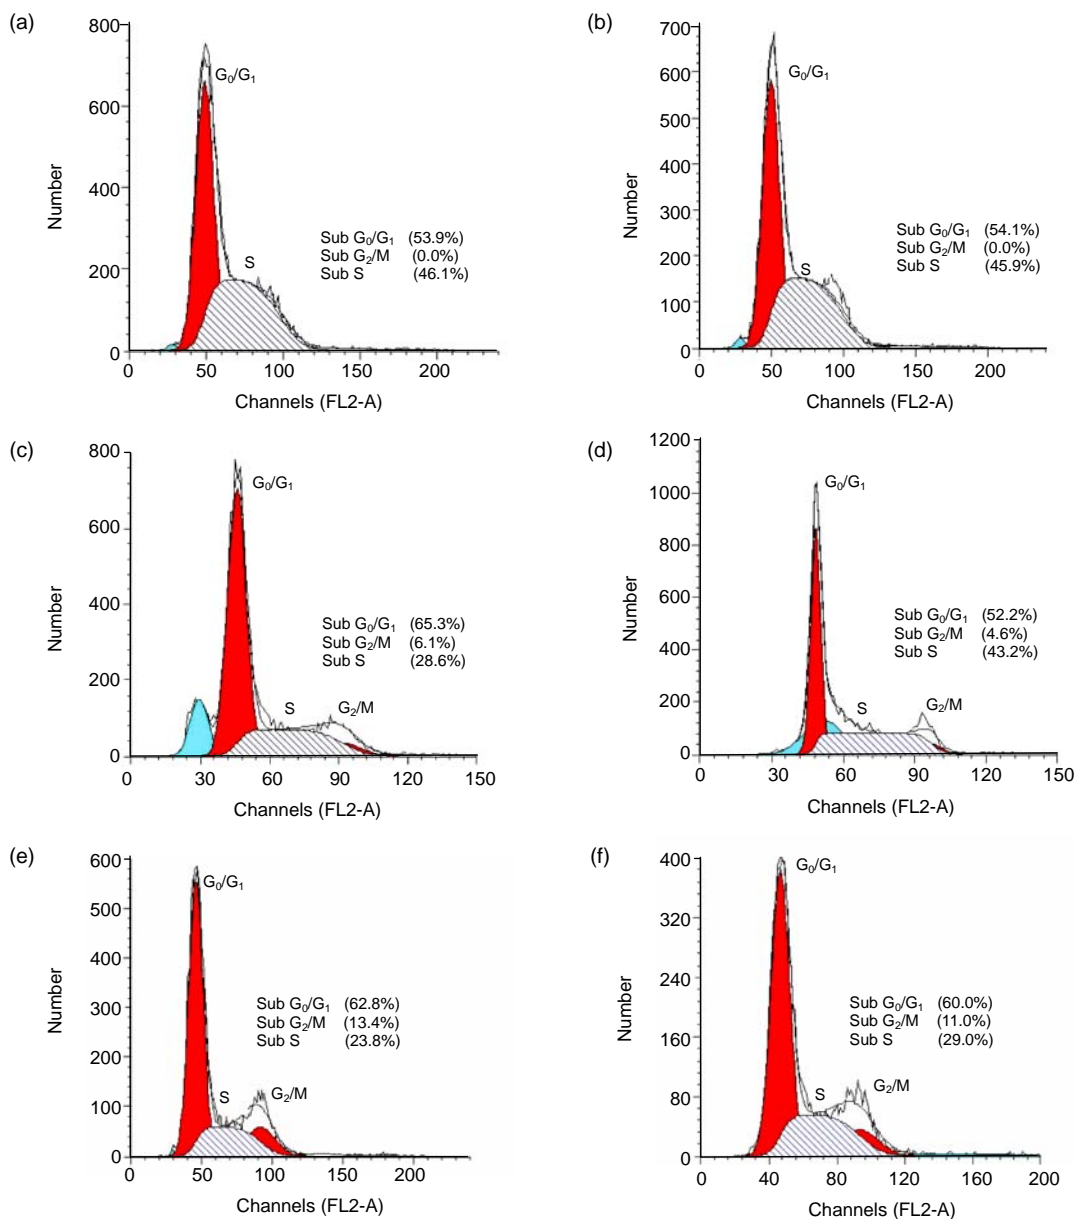 (a)
800
600
400
200
0
Number
G₀/G₁
S
Sub G₀/G₁ (53.9%)
Sub G₂/M (0.0%)
Sub S (46.1%)
0 50 100 150 200
Channels (FL2-A)
(b)
700
600
500
400
300
200
100
0
Number
G₀/G₁
S
Sub G₀/G₁ (54.1%)
Sub G₂/M (0.0%)
Sub S (45.9%)
0 50 100 150 200
Channels (FL2-A)
(c)
800
600
400
200
0
Number
G₀/G₁
S
G₂/M
Sub G₀/G₁ (65.3%)
Sub G₂/M (6.1%)
Sub S (28.6%)
0 30 60 90 120 150
Channels (FL2-A)
(d)
1200
1000
800
600
400
200
0
Number
G₀/G₁
S
G₂/M
Sub G₀/G₁ (52.2%)
Sub G₂/M (4.6%)
Sub S (43.2%)
0 30 60 90 120 150
Channels (FL2-A)
(e)
600
500
400
300
200
100
0
Number
G₀/G₁
S
G₂/M
Sub G₀/G₁ (62.8%)
Sub G₂/M (13.4%)
Sub S (23.8%)
0 50 100 150 200
Channels (FL2-A)
(f)
400
320
240
160
80
0
Number
G₀/G₁
S
G₂/M
Sub G₀/G₁ (60.0%)
Sub G₂/M (11.0%)
Sub S (29.0%)
0 40 80 120 160 200
Channels (FL2-A)